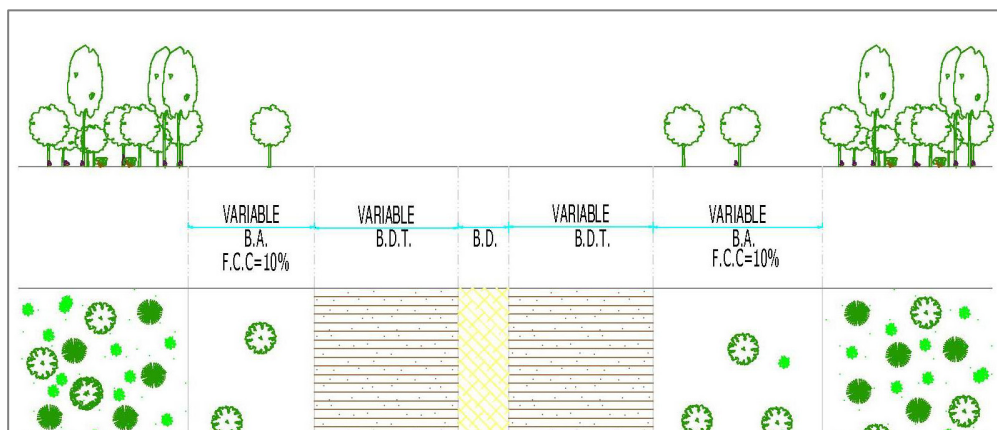 VARIABLE VARIABLE VARIABLE VARIABLE
B.A. B.D.T. B.D. B.D.T. B.A.
F.C.C=10% F.C.C=10%